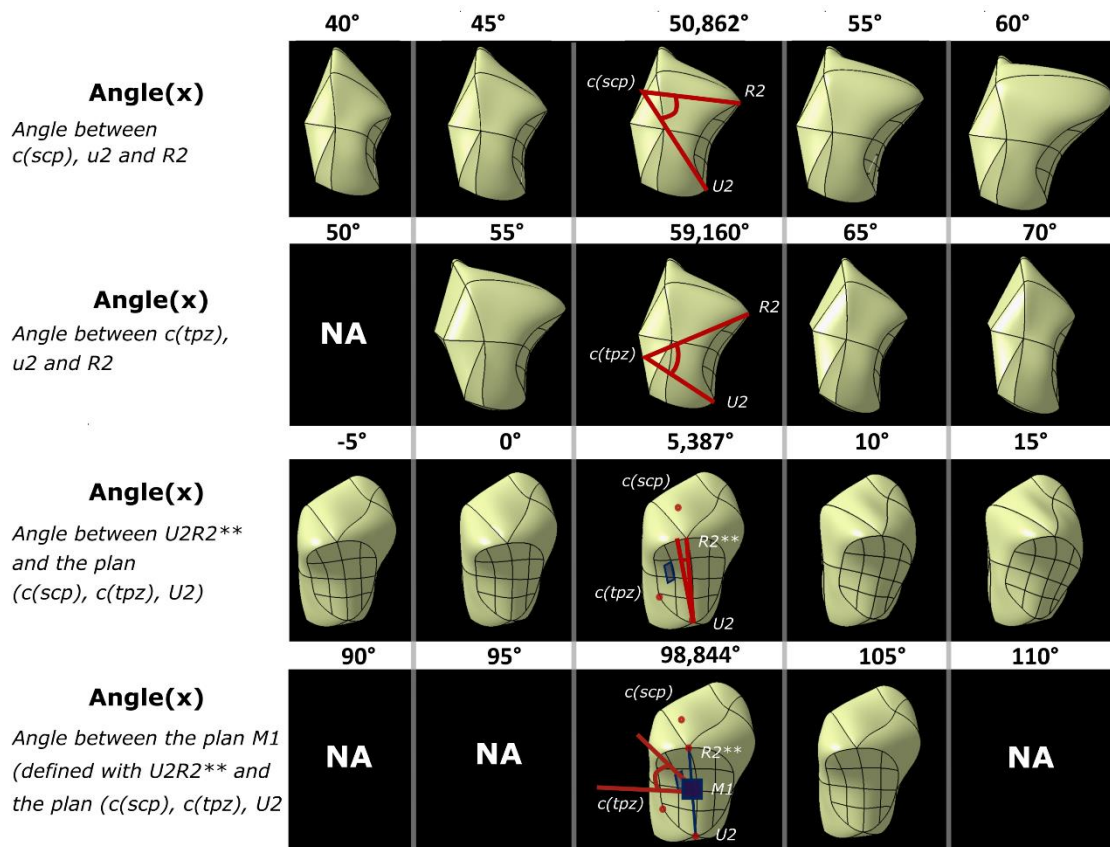 40° 45° 50,862° 55° 60°
Angle(x)
Angle between
c(scp), u2 and R2
c(scp)
R2
U2
50° 55° 59,160° 65° 70°
Angle(x)
Angle between c(tpz),
u2 and R2
NA
R2
c(tpz)
U2
-5° 0° 5,387° 10° 15°
Angle(x)
Angle between U2R2**
and the plan
(c(scp), c(tpz), U2)
c(scp)
R2**
c(tpz)
U2
90° 95° 98,844° 105° 110°
Angle(x)
Angle between the plan M1
(defined with U2R2** and
the plan (c(scp), c(tpz), U2
NA NA NA
c(scp)
R2**
M1
c(tpz)
U2